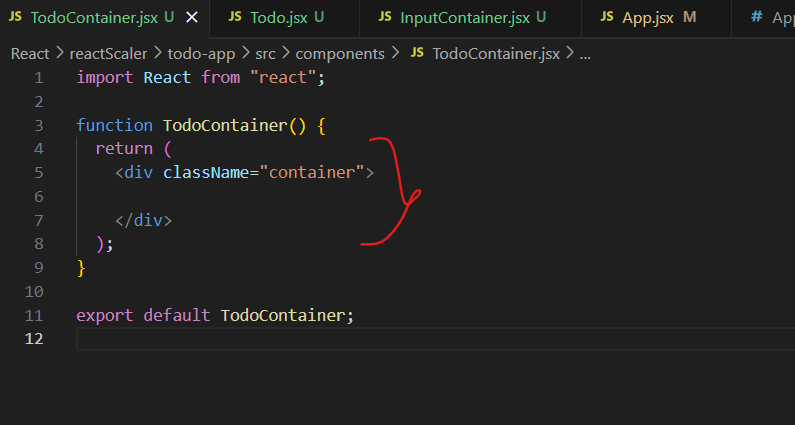 JS TodoContainer.jsx U × JS Todo.jsx U JS InputContainer.jsx U JS App.jsx M # App
React > reactScaler > todo-app > src > components > JS TodoContainer.jsx > ...
1 import React from "react";
2
3 function TodoContainer() {
4 return (
5 <div className="container">
6
7 </div>
8 );
9 }
10
11 export default TodoContainer;
12